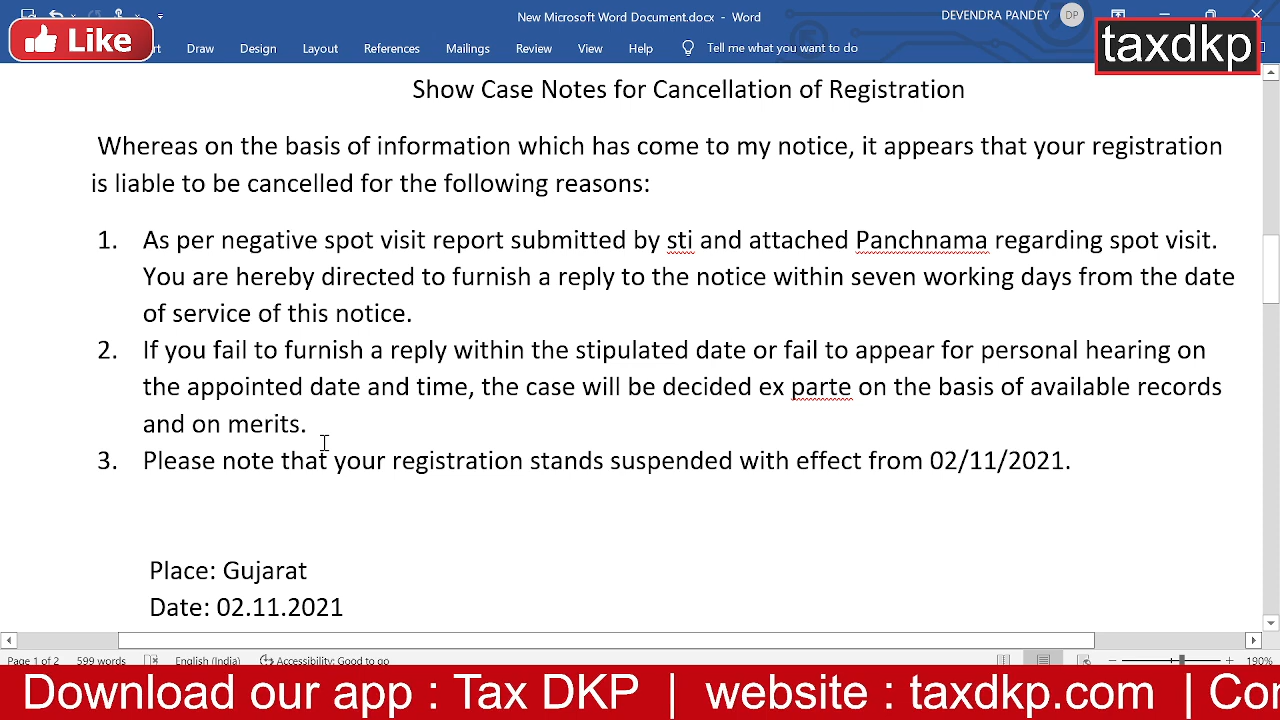 New Microsoft Word Document.docx - Word
DEVENDRA PANDEY DP
Like
taxdkp
Draw Design Layout References Mailings Review View Help Tell me what you want to do
Show Case Notes for Cancellation of Registration
Whereas on the basis of information which has come to my notice, it appears that your registration
is liable to be cancelled for the following reasons:
1. As per negative spot visit report submitted by sti and attached Panchnama regarding spot visit.
You are hereby directed to furnish a reply to the notice within seven working days from the date
of service of this notice.
2. If you fail to furnish a reply within the stipulated date or fail to appear for personal hearing on
the appointed date and time, the case will be decided ex parte on the basis of available records
and on merits.
3. Please note that your registration stands suspended with effect from 02/11/2021.
Place: Gujarat
Date: 02.11.2021
Page 1 of 2 599 words English (India) Accessibility: Good to go 190%
Download our app : Tax DKP | website : taxdkp.com |